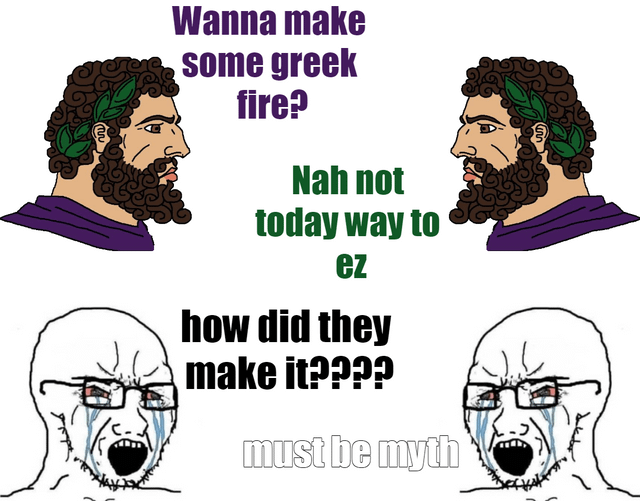 Wanna make
some greek
fire?
Nah not
today way to
ez
how did they
make it????
must be myth